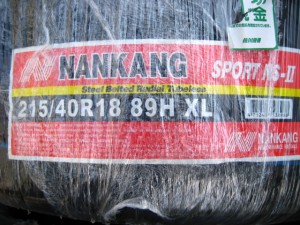 NANKANG
SPORT NS-II
Steel Belted Radial Tubeless
215/40R18 89H XL
NANKANG